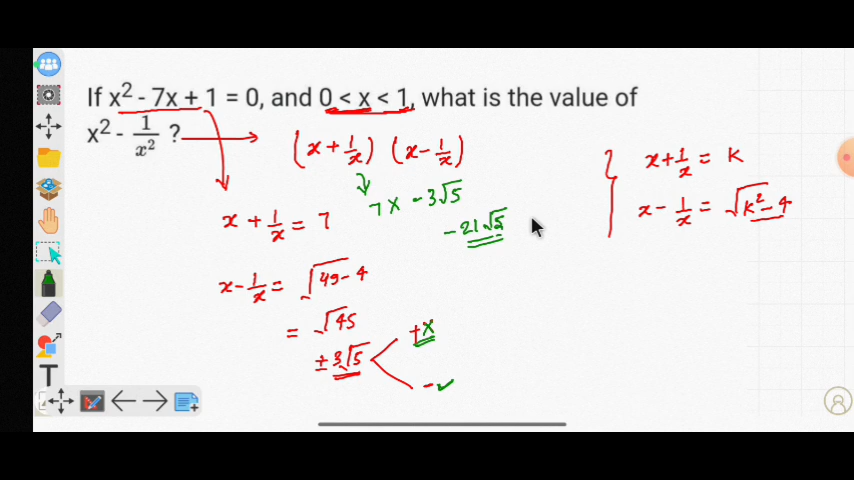 If x² - 7x + 1 = 0, and 0 < x < 1, what is the value of
x² - 1/x² ?
(x + 1/x) (x - 1/x)
7 x - 3√5
- 21√5
x + 1/x = 7
x - 1/x = √49 - 4
= √45
± 3√5
+ x
- ✓
x + 1/x = K
x - 1/x = √K² - 4
T